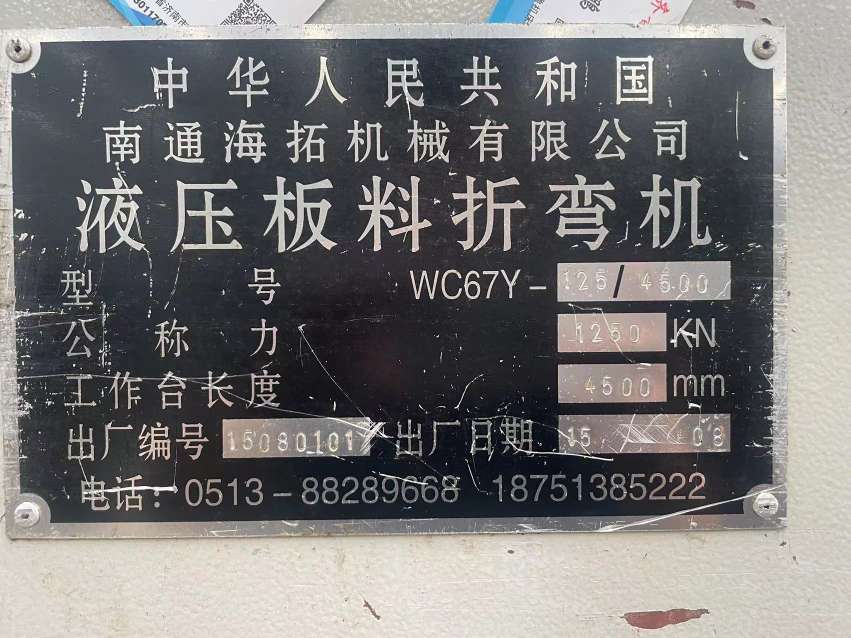 中华人民共和国
南通海拓机械有限公司
液压板料折弯机
型号 WC67Y-125/4500
公称力 1250 KN
工作台长度 4500 mm
出厂编号 15080101 出厂日期 15 08
电话：0513-88289668 18751385222